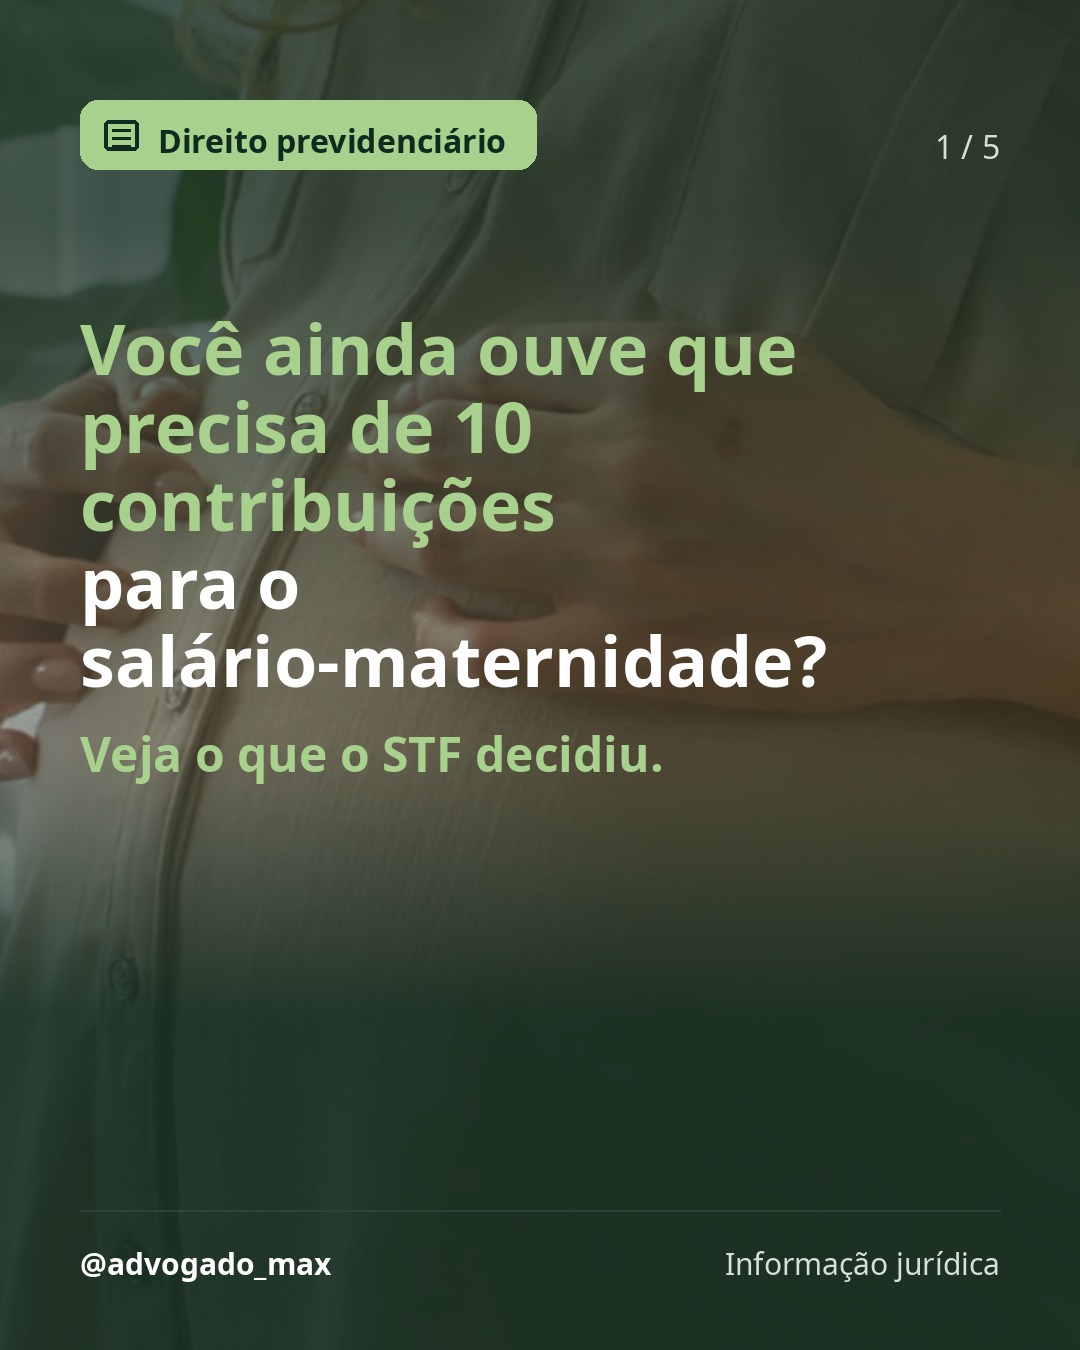 Direito previdenciário
1 / 5
Você ainda ouve que
precisa de 10
contribuições
para o
salário-maternidade?
Veja o que o STF decidiu.
@advogado_max
Informação jurídica